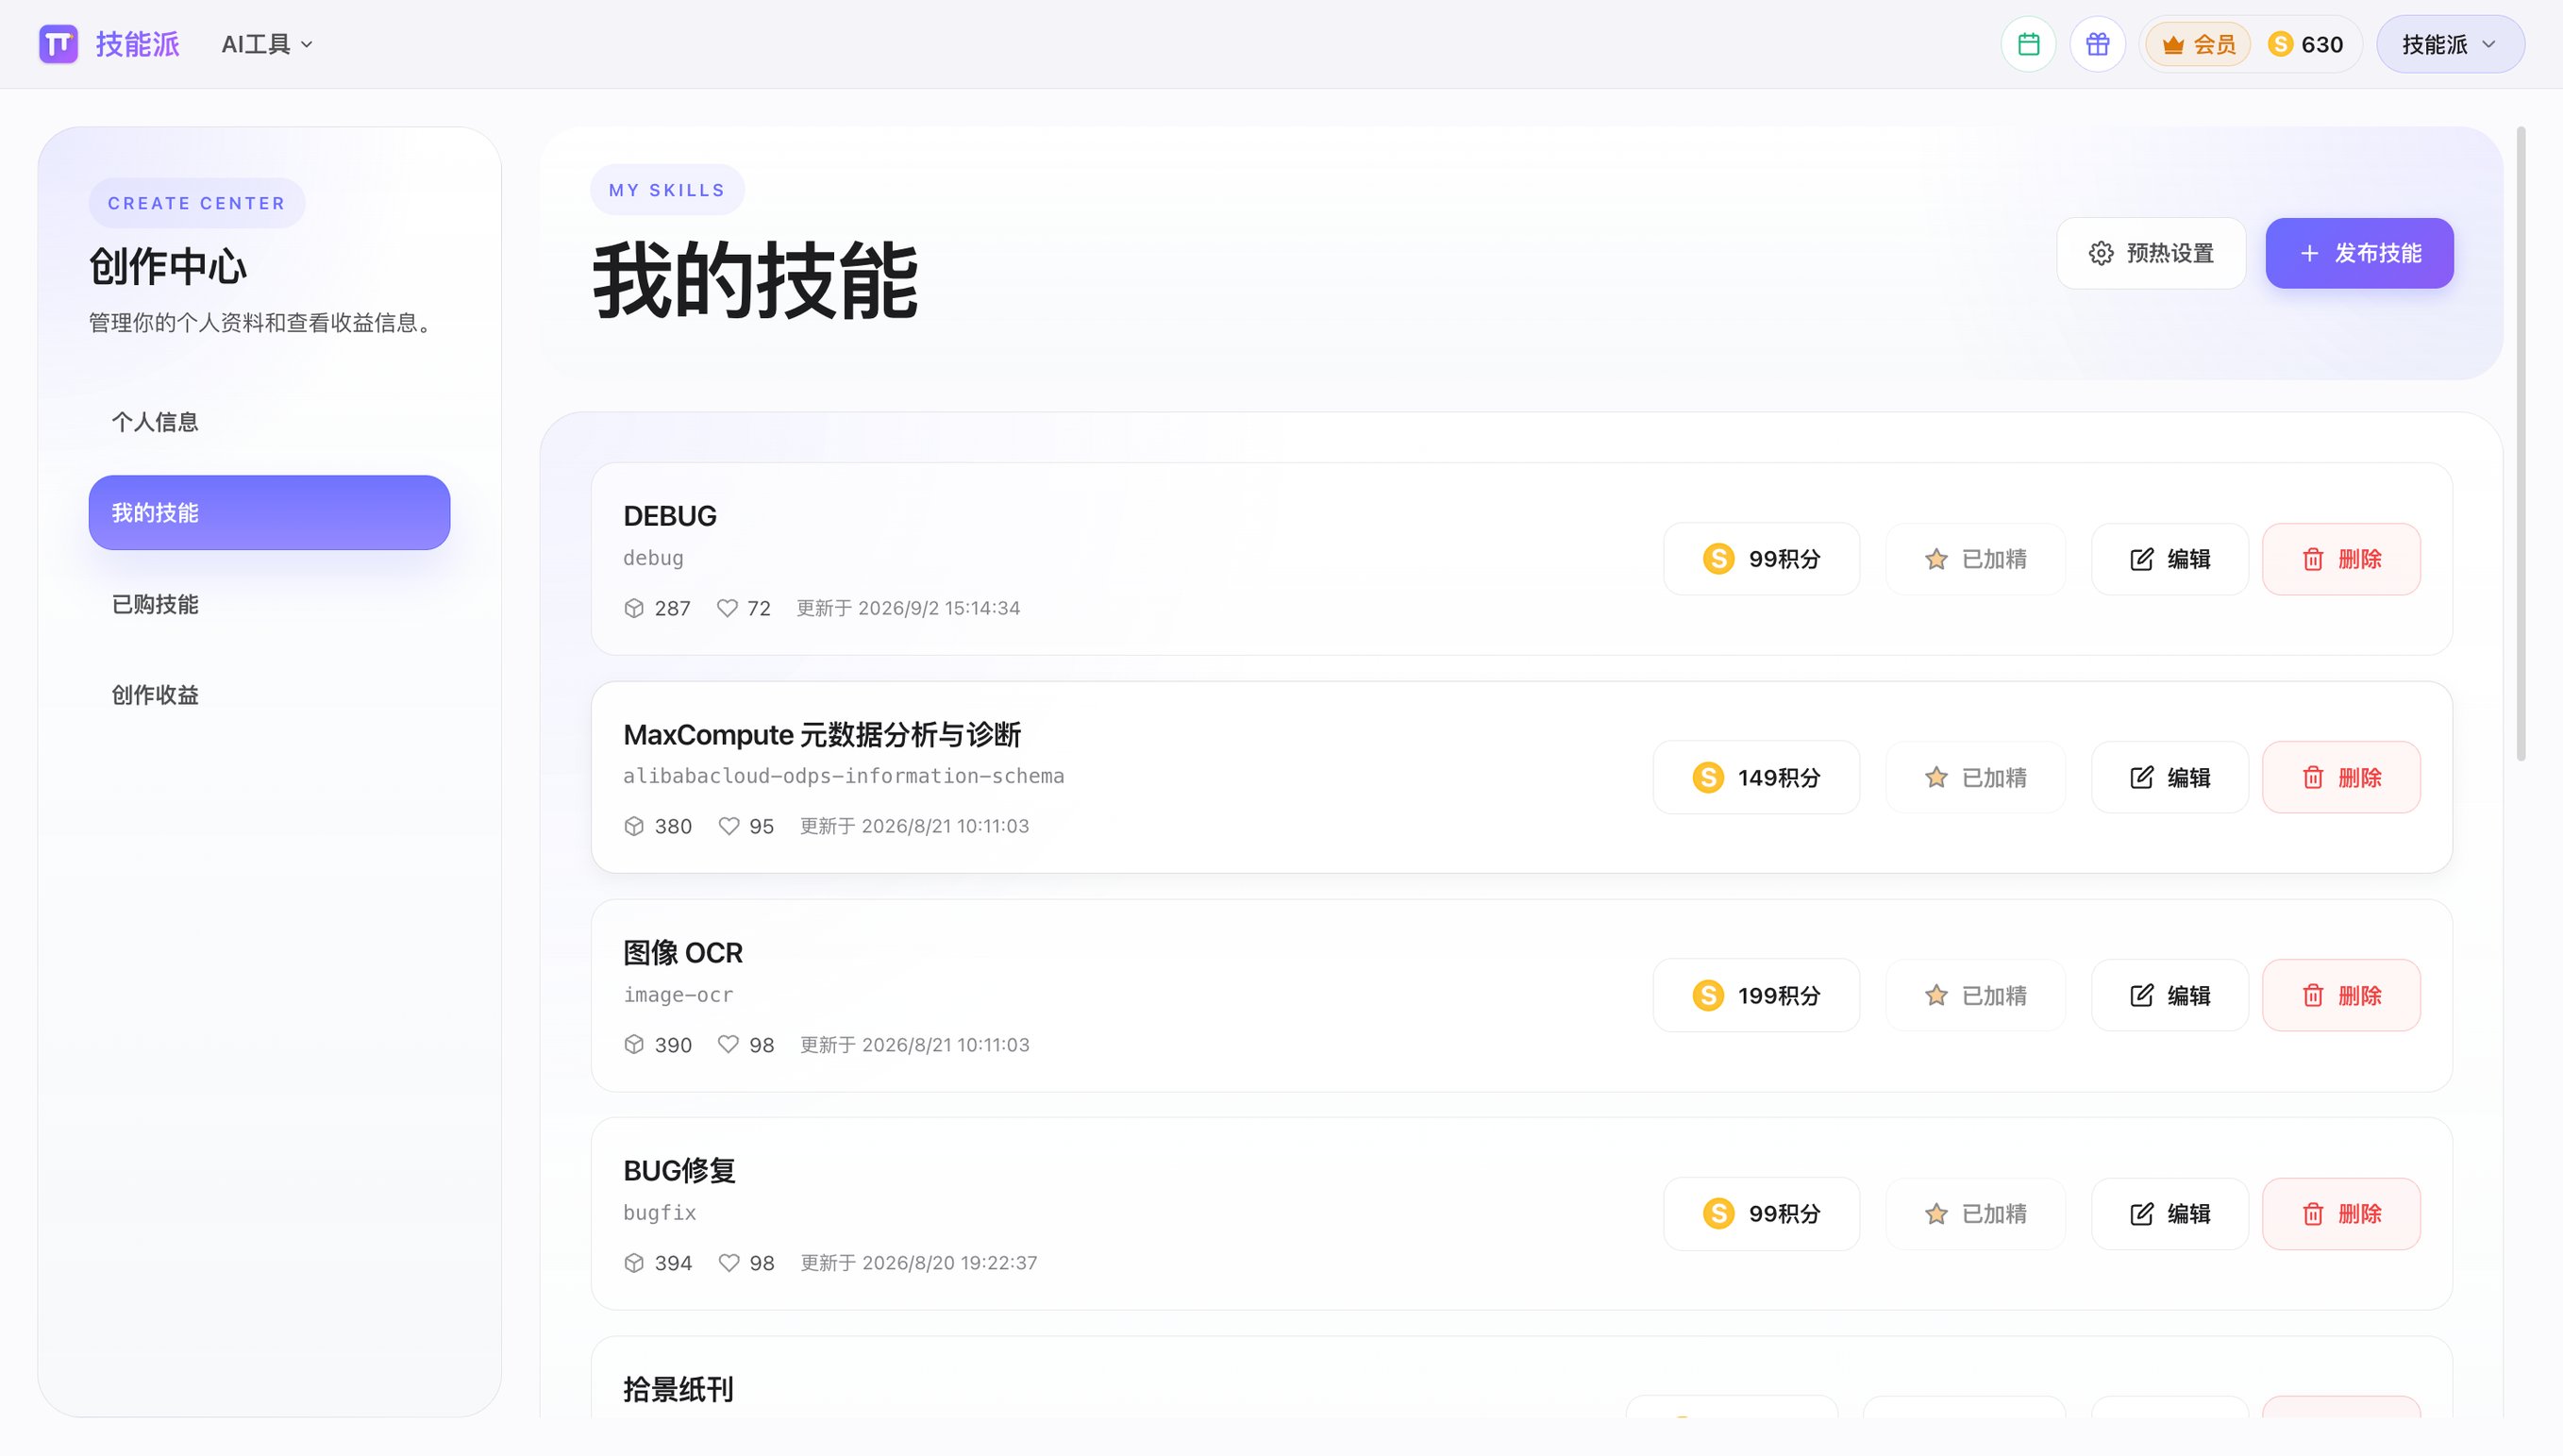 技能派
AI工具
会员
630
技能派
CREATE CENTER
创作中心
管理你的个人资料和查看收益信息。
个人信息
我的技能
已购技能
创作收益
MY SKILLS
我的技能
预热设置
发布技能
DEBUG
debug
287 72 更新于 2026/9/2 15:14:34
99积分 已加精 编辑 删除
MaxCompute 元数据分析与诊断
alibabacloud-odps-information-schema
380 95 更新于 2026/8/21 10:11:03
149积分 已加精 编辑 删除
图像 OCR
image-ocr
390 98 更新于 2026/8/21 10:11:03
199积分 已加精 编辑 删除
BUG修复
bugfix
394 98 更新于 2026/8/20 19:22:37
99积分 已加精 编辑 删除
拾景纸刊